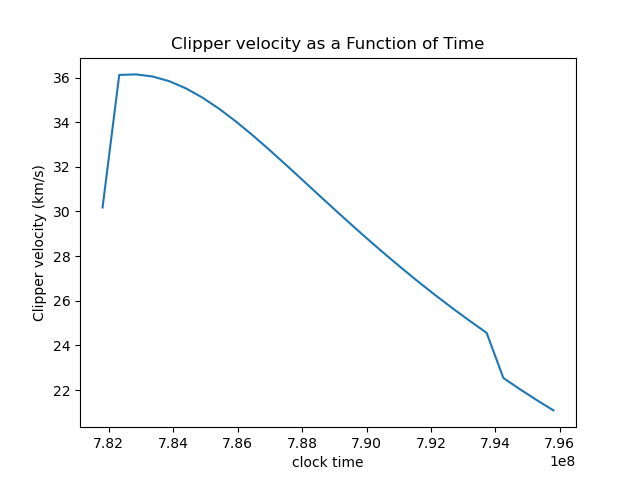 Clipper velocity as a Function of Time
Clipper velocity (km/s)
36
34
32
30
28
26
24
22
7.82 7.84 7.86 7.88 7.90 7.92 7.94 7.96
1e8
clock time